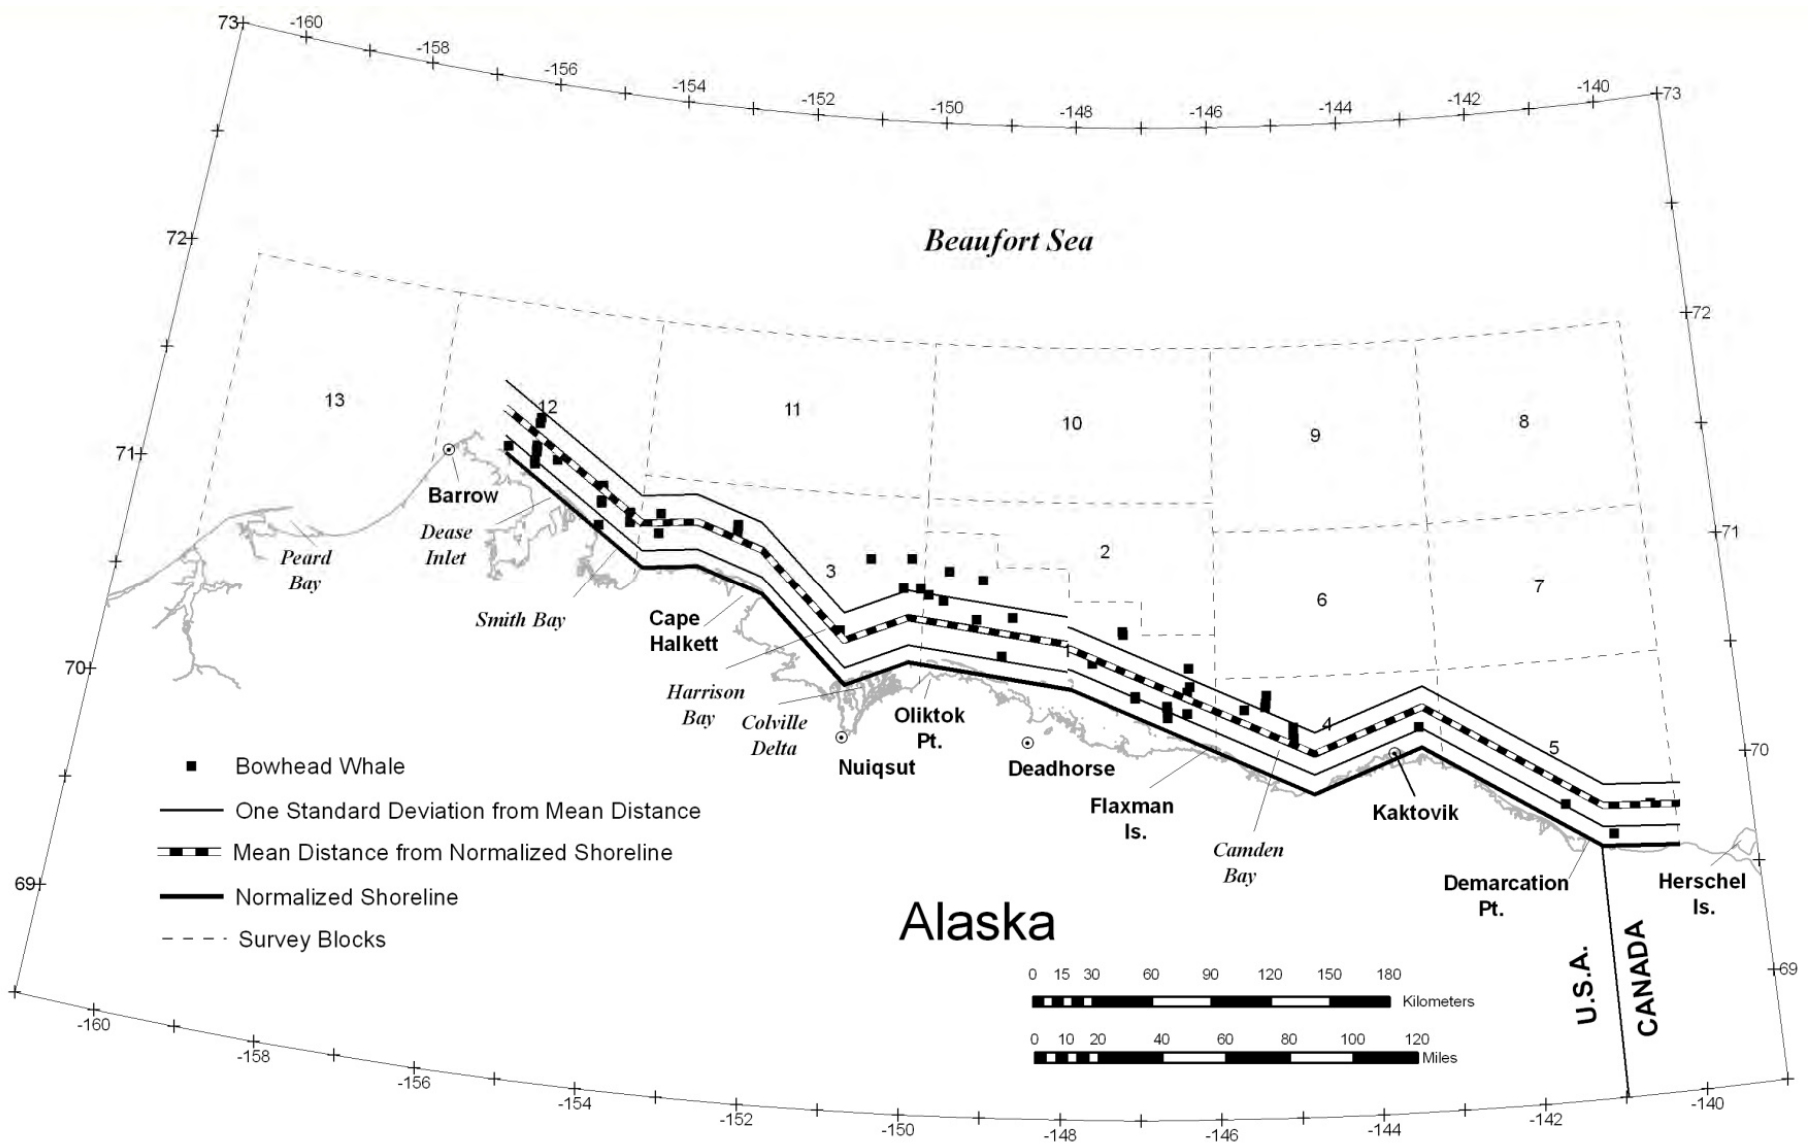 73
-160
-158
-156
-154
-152
-150
-148
-146
-144
-142
-140
73
72
Beaufort Sea
72
13
12
11
10
9
8
71
Barrow
Dease
Inlet
Peard
Bay
Smith Bay
3
2
6
7
71
Cape
Halkett
70
Harrison
Bay
Colville
Delta
Oliktok
Pt.
1
4
5
70
Nuiqsut
Deadhorse
Flaxman
Is.
Kaktovik
Camden
Bay
Demarcation
Pt.
Herschel
Is.
Bowhead Whale
One Standard Deviation from Mean Distance
Mean Distance from Normalized Shoreline
Normalized Shoreline
Survey Blocks
69
Alaska
U.S.A.
CANADA
69
0 15 30 60 90 120 150 180
Kilometers
0 10 20 40 60 80 100 120
Miles
-160
-158
-156
-154
-152
-150
-148
-146
-144
-142
-140